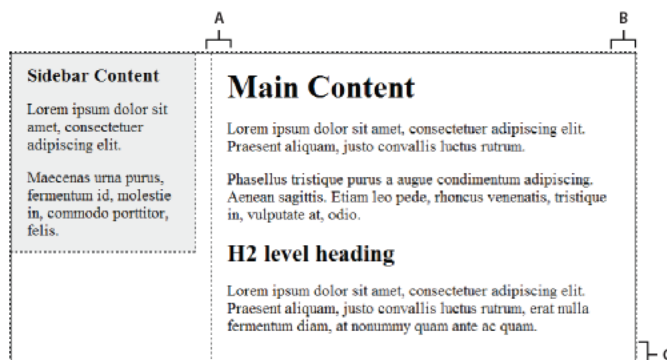 A
B
Sidebar Content
Lorem ipsum dolor sit
amet, consectetuer
adipiscing elit.
Maecenas urna purus,
fermentum id, molestie
in, commodo porttitor,
felis.
Main Content
Lorem ipsum dolor sit amet, consectetuer adipiscing elit.
Praesent aliquam, justo convallis luctus rutrum.
Phasellus tristique purus a augue condimentum adipiscing.
Aenean sagittis. Etiam leo pede, rhoncus venenatis, tristique
in, vulputate at, odio.
H2 level heading
Lorem ipsum dolor sit amet, consectetuer adipiscing elit.
Praesent aliquam, justo convallis luctus rutrum, erat nulla
fermentum diam, at nonummy quam ante ac quam.